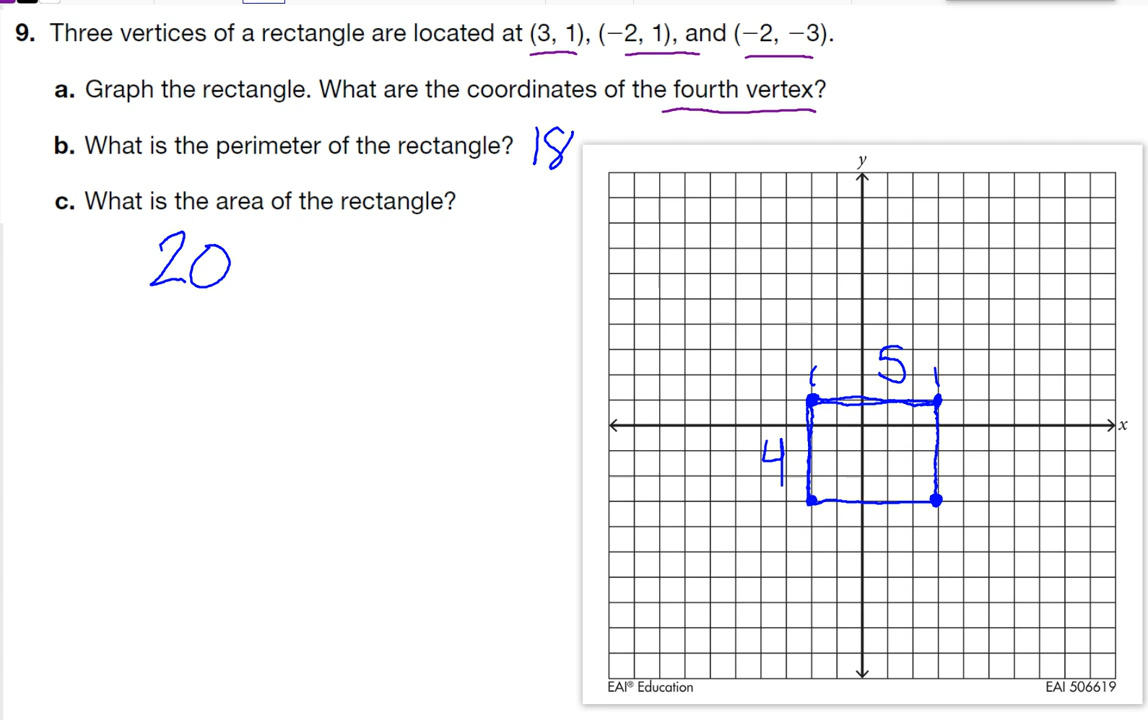 9. Three vertices of a rectangle are located at (3, 1), (−2, 1), and (−2, −3).
a. Graph the rectangle. What are the coordinates of the fourth vertex?
b. What is the perimeter of the rectangle? 18
c. What is the area of the rectangle?
20
y
5
x
4
EAI® Education
EAI 506619